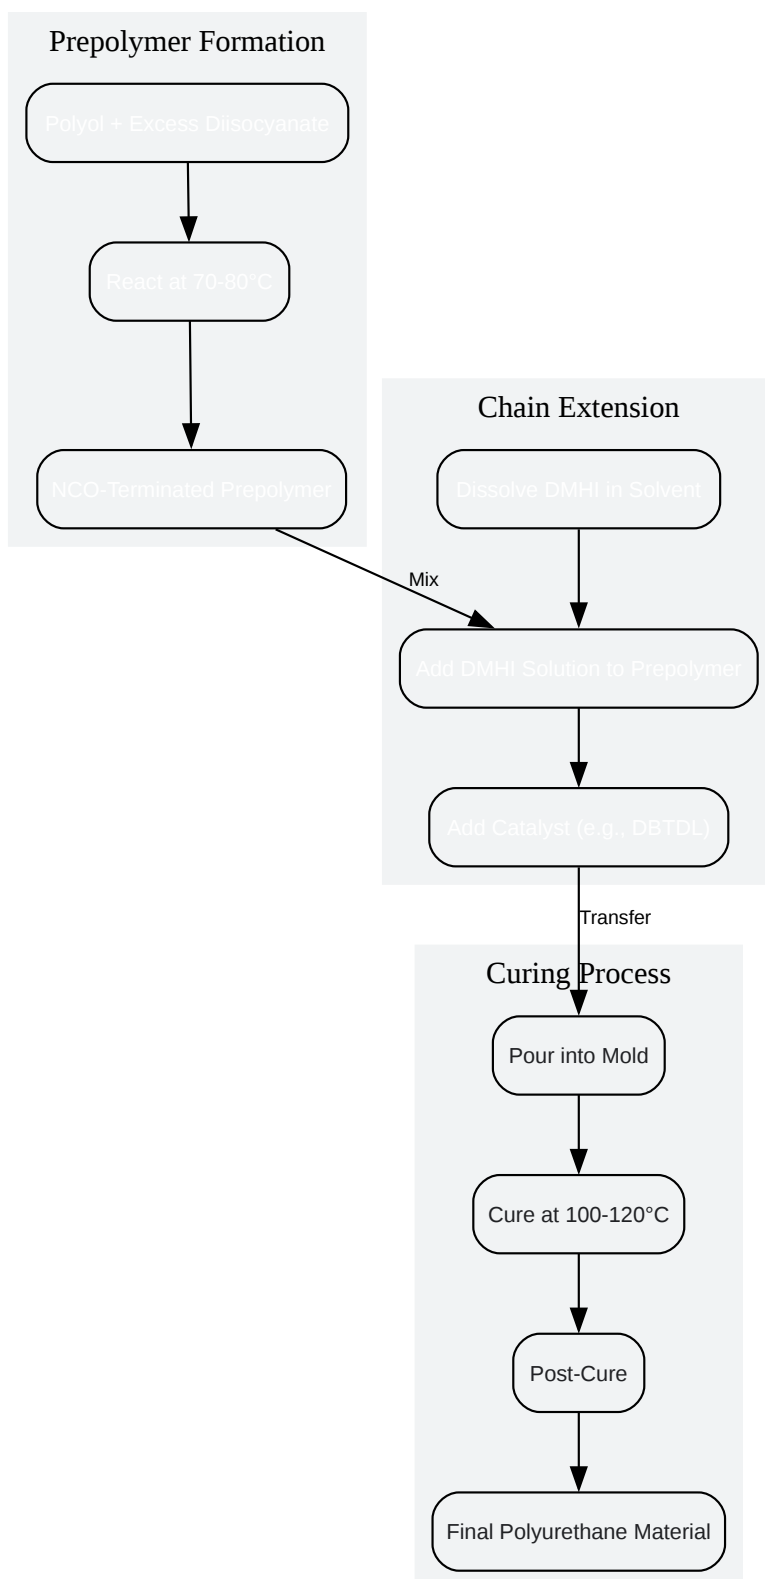 Prepolymer Formation
Polyol + Excess Diisocyanate
React at 70-80°C
NCO-Terminated Prepolymer
Mix
Chain Extension
Dissolve DMHI in Solvent
Add DMHI Solution to Prepolymer
Add Catalyst (e.g., DBTDL)
Transfer
Curing Process
Pour into Mold
Cure at 100-120°C
Post-Cure
Final Polyurethane Material